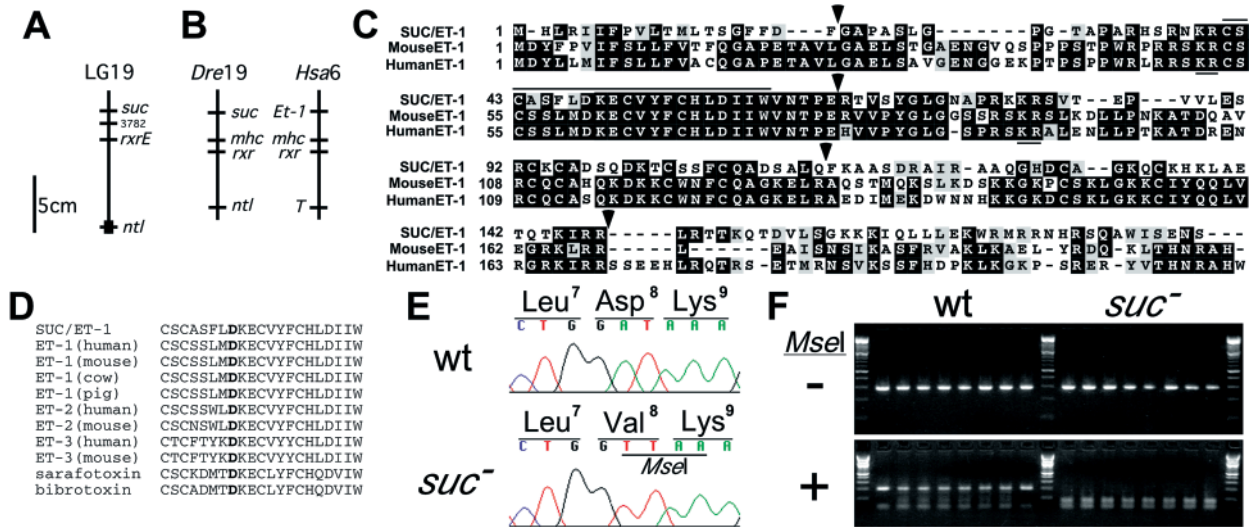 A
LG19
suc
3782
rxrE
ntl
5cm
B
Dre19 Hsa6
suc Et-1
mhc mhc
rxr rxr
ntl T
C
SUC/ET-1 1 M-HLRIIFPVLTMLTSGFFD---FGAPASLG-----PG-TAPARHSRNKRCS
MouseET-1 1 MDYFPVIFSLLFVTFQGAPETAVLGAELSTGAENGVQSPPPSTPWRPRRSKRCS
HumanET-1 1 MDYLLMIFSLLFVACQGAPETAVLGAELSAVGENGGEKPTPSPPWRLRRSKRCS
SUC/ET-1 43 CASFLDKECVYFCHLDIIWVNTPERTVSYGLGNAPRKKRSVT--EP--VVLES
MouseET-1 55 CSSLMDKECVYFCHLDIIWVNTPERVVPYGLG-SPRSKRSLKDLLPNKATDQAV
HumanET-1 55 CSSLMDKECVYFCHLDIIWVNTPEHVVPYGLG-SPRSKRALENLLPTKATDREN
SUC/ET-1 92 RCKCADSQDKTCSSFCQADSALQFKAASDRAIR-AAQGHDCA-GKQCKHKLAE
MouseET-1 108 RCQCAHQKDKKCWNFCQAGKELRAQSTMQKSLKDSKKGKPCSKLGKKCIYQQLV
HumanET-1 109 RCQCASQKDKKCWNFCQAGKELRAEDIMEKDWNNHKKGKDCSKLGKKCIYQQLV
SUC/ET-1 142 TQTKIRR-----LRTTKQTDVLSGKKKIQLLLEKWRMRNHRSQAWISENS---
MouseET-1 162 EGRKLRR-----L-----EAISNSIKASFRVAKLKAEL-YRDQ-KLTHNRAH-
HumanET-1 163 RGRKIRRSSEEHLRQTRS-ETMRNSVKSSFHDPKLKGKP-SRER-YVTHNRAHW
D
SUC/ET-1 CSCASFLDKECVYFCHLDIIW
ET-1(human) CSCSSLMDKECVYFCHLDIIW
ET-1(mouse) CSCSSLMDKECVYFCHLDIIW
ET-1(cow) CSCSSLMDKECVYFCHLDIIW
ET-1(pig) CSCSSLMDKECVYFCHLDIIW
ET-2(human) CSCSSWLDKECVYFCHLDIIW
ET-2(mouse) CSCNSWLDKECVYFCHLDIIW
ET-3(human) CTCFTYKDKECVYYCHLDIIW
ET-3(mouse) CTCFTYKDKECVYYCHLDIIW
sarafotoxin CSCKDMTDKECLYFCHQDVIW
bibrotoxin CSCADMTDKECLYFCHQDVIW
E
Leu7 Asp8 Lys9
C T G G A T A A A
wt
Leu7 Val8 Lys9
C T G G T T A A A
MseI
suc-
F
wt suc-
MseI
-
+